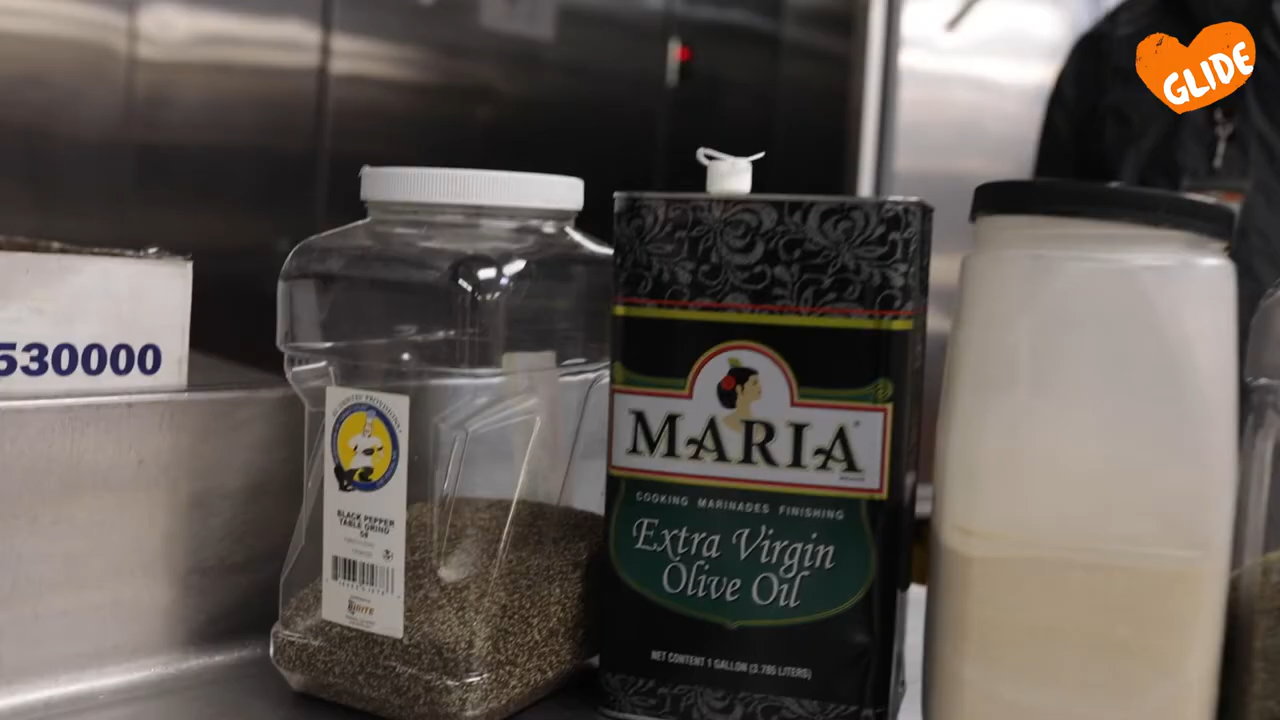 GLIDE
530000
BLACK PEPPER
TABLE GRIND
5#
MARIA
COOKING MARINADES FINISHING
Extra Virgin
Olive Oil
NET CONTENT 1 GALLON (3.785 LITERS)